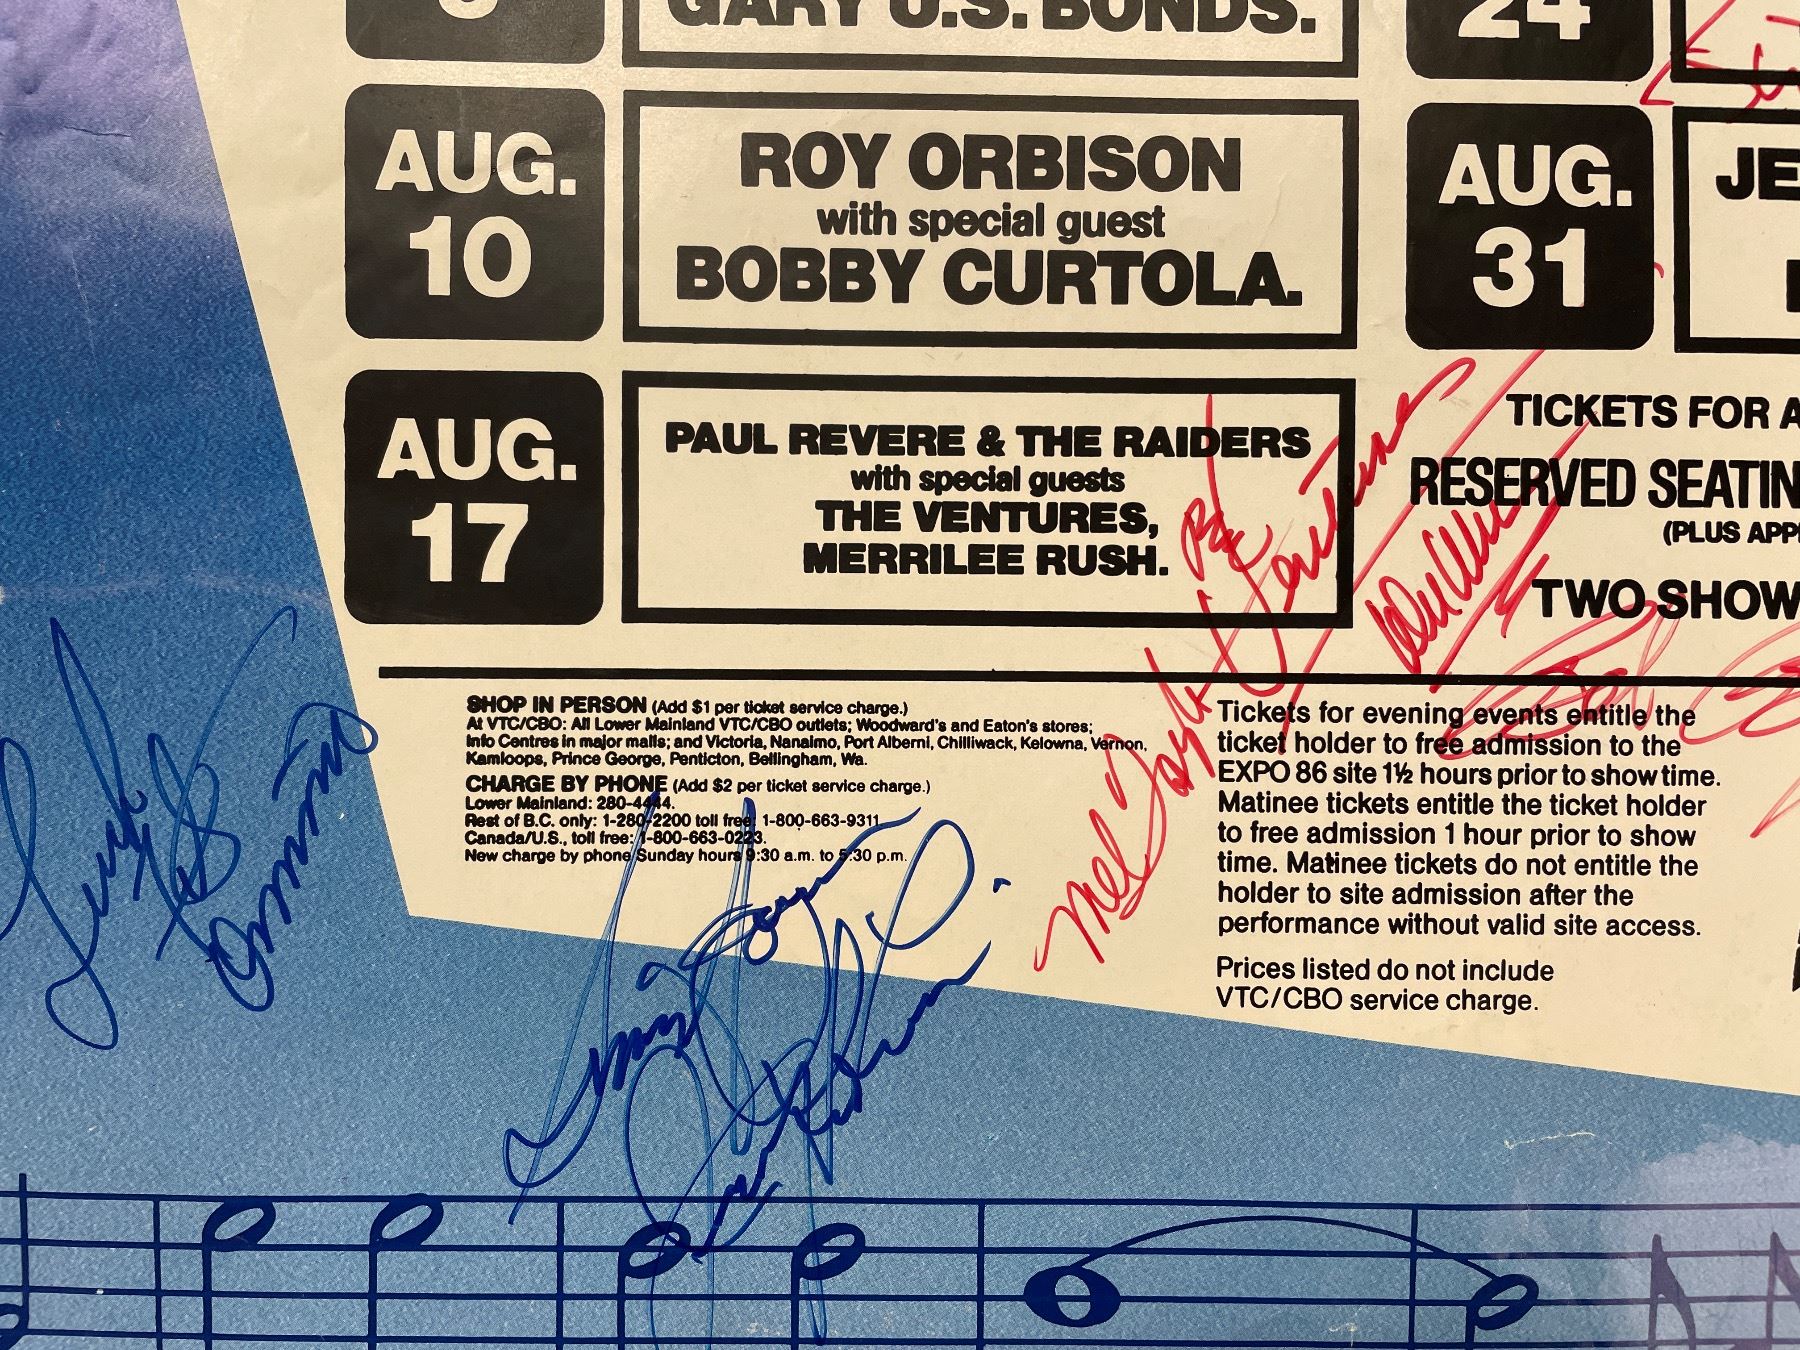 GARY U.S. BONDS.
24
AUG.
10
ROY ORBISON
with special guest
BOBBY CURTOLA.
AUG.
31
JE
AUG.
17
PAUL REVERE & THE RAIDERS
with special guests
THE VENTURES,
MERRILEE RUSH.
TICKETS FOR A
RESERVED SEATIN
(PLUS APP
TWO SHOW
SHOP IN PERSON (Add $1 per ticket service charge.)
At VTC/CBO: All Lower Mainland VTC/CBO outlets; Woodward's and Eaton's stores;
Info Centres in major malls; and Victoria, Nanaimo, Port Alberni, Chilliwack, Kelowna, Vernon,
Kamloops, Prince George, Penticton, Bellingham, Wa.
CHARGE BY PHONE (Add $2 per ticket service charge.)
Lower Mainland: 280-4444.
Rest of B.C. only: 1-280-2200 toll free: 1-800-663-9311
Canada/U.S., toll free: 1-800-663-0223.
New charge by phone Sunday hours 9:30 a.m. to 5:30 p.m.
Tickets for evening events entitle the
ticket holder to free admission to the
EXPO 86 site 1½ hours prior to showtime.
Matinee tickets entitle the ticket holder
to free admission 1 hour prior to show
time. Matinee tickets do not entitle the
holder to site admission after the
performance without valid site access.
Prices listed do not include
VTC/CBO service charge.
Mel Taylor